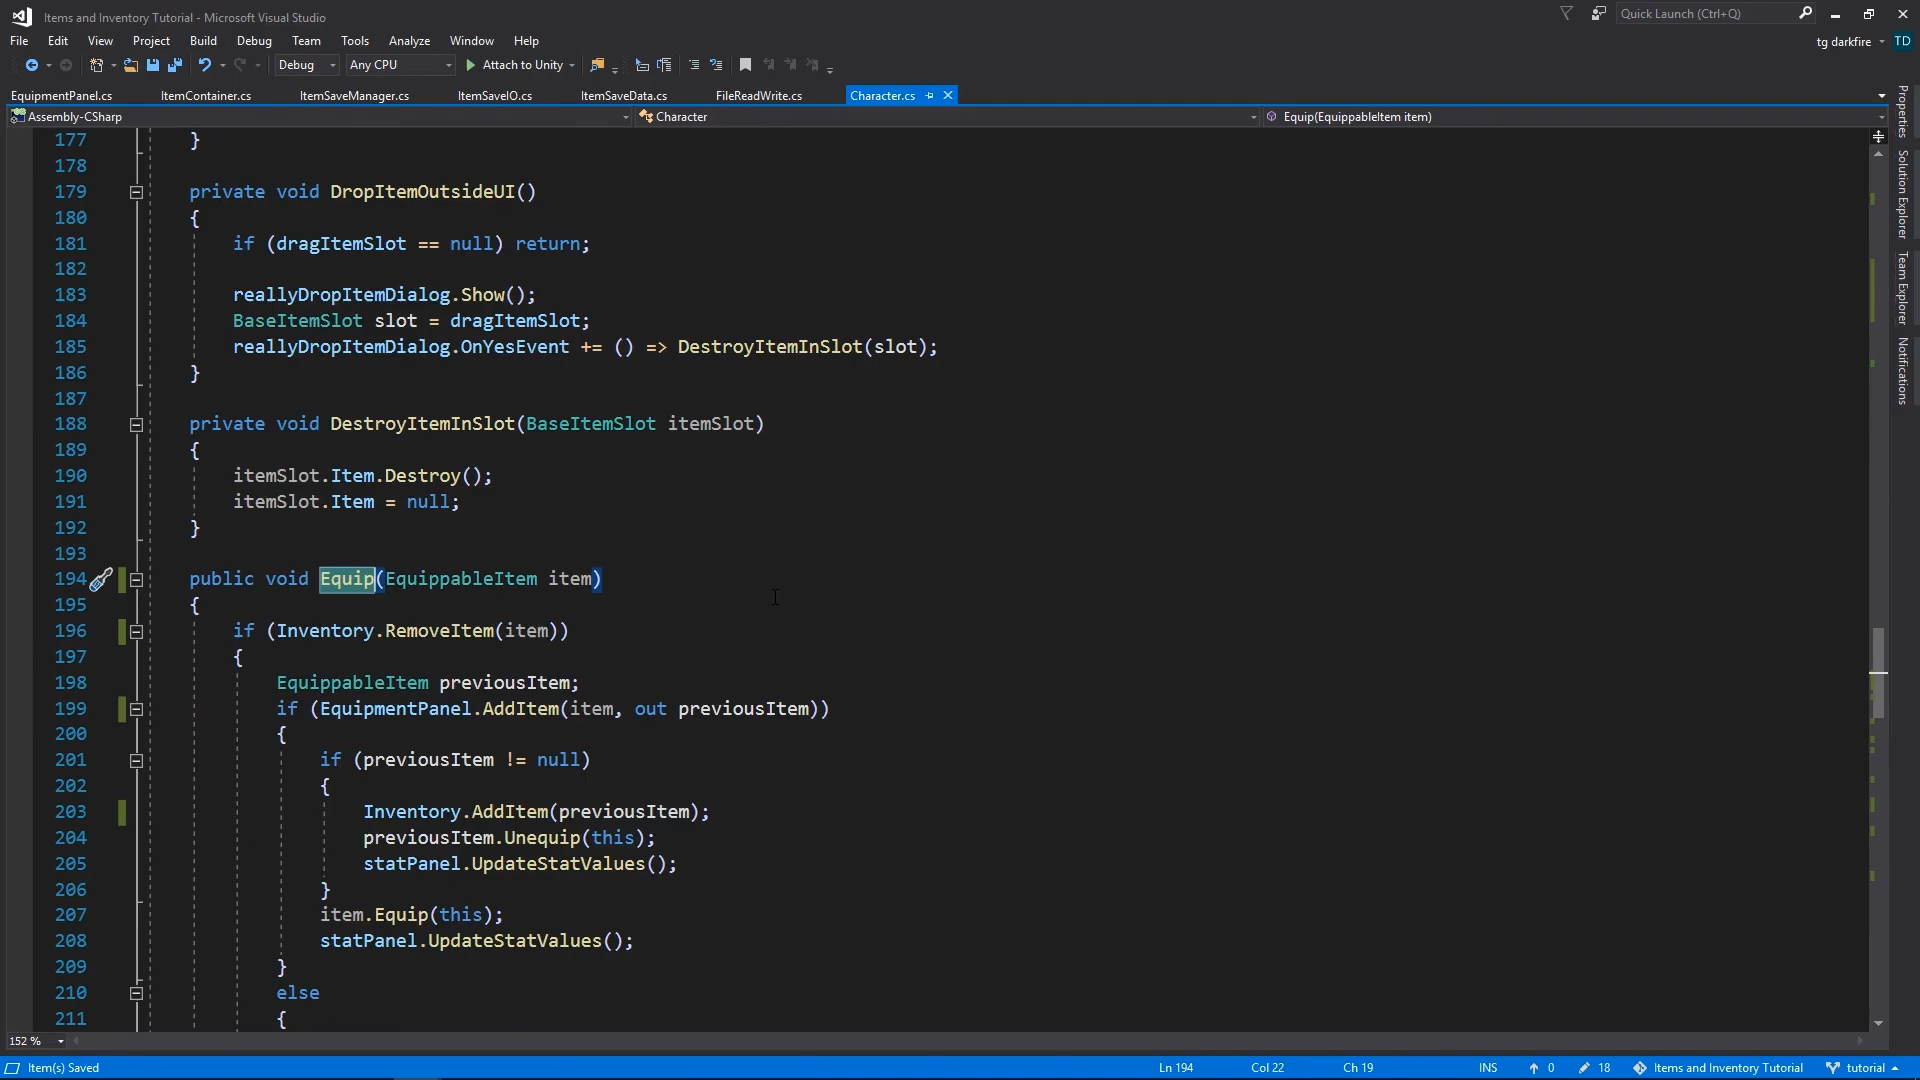 Items and Inventory Tutorial - Microsoft Visual Studio
Quick Launch (Ctrl+Q)
File Edit View Project Build Debug Team Tools Analyze Window Help
tg darkfire TD
Debug Any CPU Attach to Unity
EquipmentPanel.cs ItemContainer.cs ItemSaveManager.cs ItemSaveIO.cs ItemSaveData.cs FileReadWrite.cs Character.cs
Assembly-CSharp Character Equip(EquippableItem item)
177 }
178
179 private void DropItemOutsideUI()
180 {
181 if (dragItemSlot == null) return;
182
183 reallyDropItemDialog.Show();
184 BaseItemSlot slot = dragItemSlot;
185 reallyDropItemDialog.OnYesEvent += () => DestroyItemInSlot(slot);
186 }
187
188 private void DestroyItemInSlot(BaseItemSlot itemSlot)
189 {
190 itemSlot.Item.Destroy();
191 itemSlot.Item = null;
192 }
193
194 public void Equip(EquippableItem item)
195 {
196 if (Inventory.RemoveItem(item))
197 {
198 EquippableItem previousItem;
199 if (EquipmentPanel.AddItem(item, out previousItem))
200 {
201 if (previousItem != null)
202 {
203 Inventory.AddItem(previousItem);
204 previousItem.Unequip(this);
205 statPanel.UpdateStatValues();
206 }
207 item.Equip(this);
208 statPanel.UpdateStatValues();
209 }
210 else
211 {
Properties
Solution Explorer
Team Explorer
Notifications
152 %
Item(s) Saved Ln 194 Col 22 Ch 19 INS 0 18 Items and Inventory Tutorial tutorial